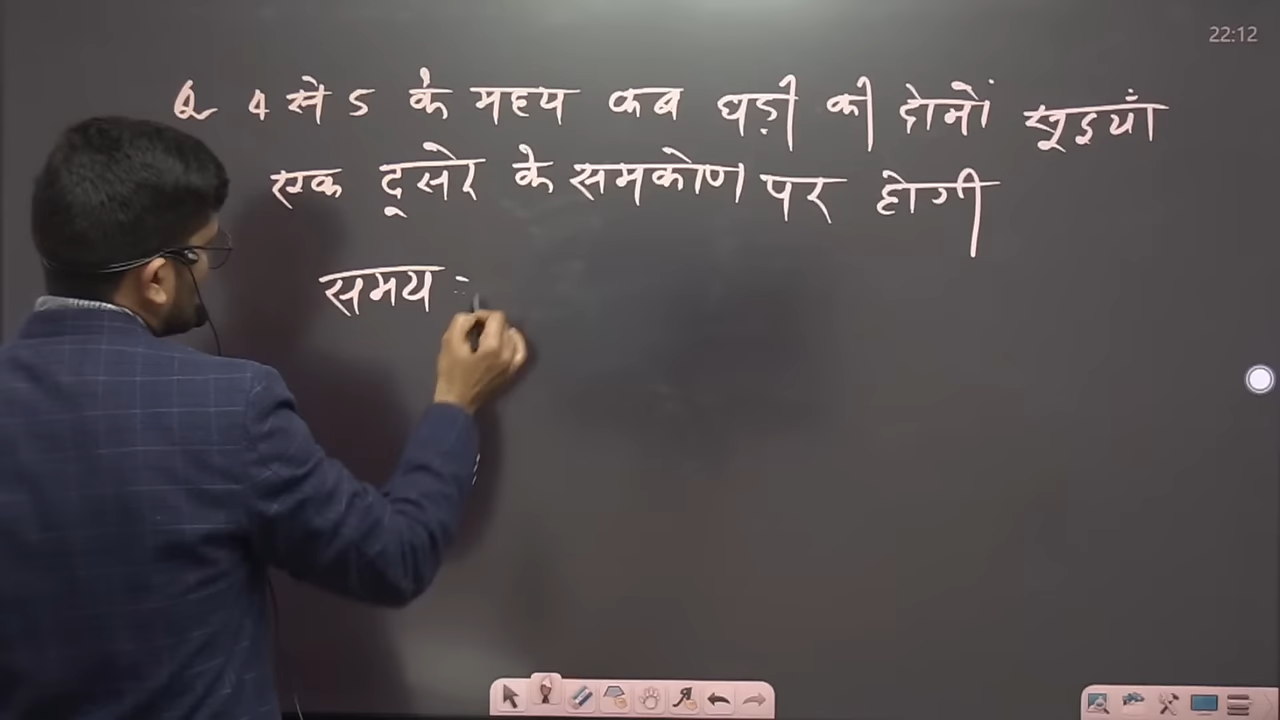 22:12
Q 4 से 5 के मध्य कब घड़ी की दोनों सूइयाँ
एक दूसरे के समकोण पर होगी
समय =